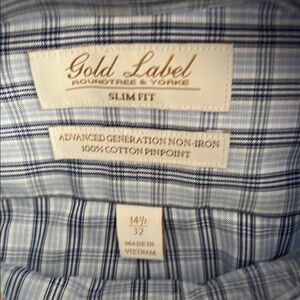 Gold Label
ROUNDTREE & YORKE
SLIM FIT
ADVANCED GENERATION NON-IRON
100% COTTON PINPOINT
14½
32
MADE IN
VIETNAM